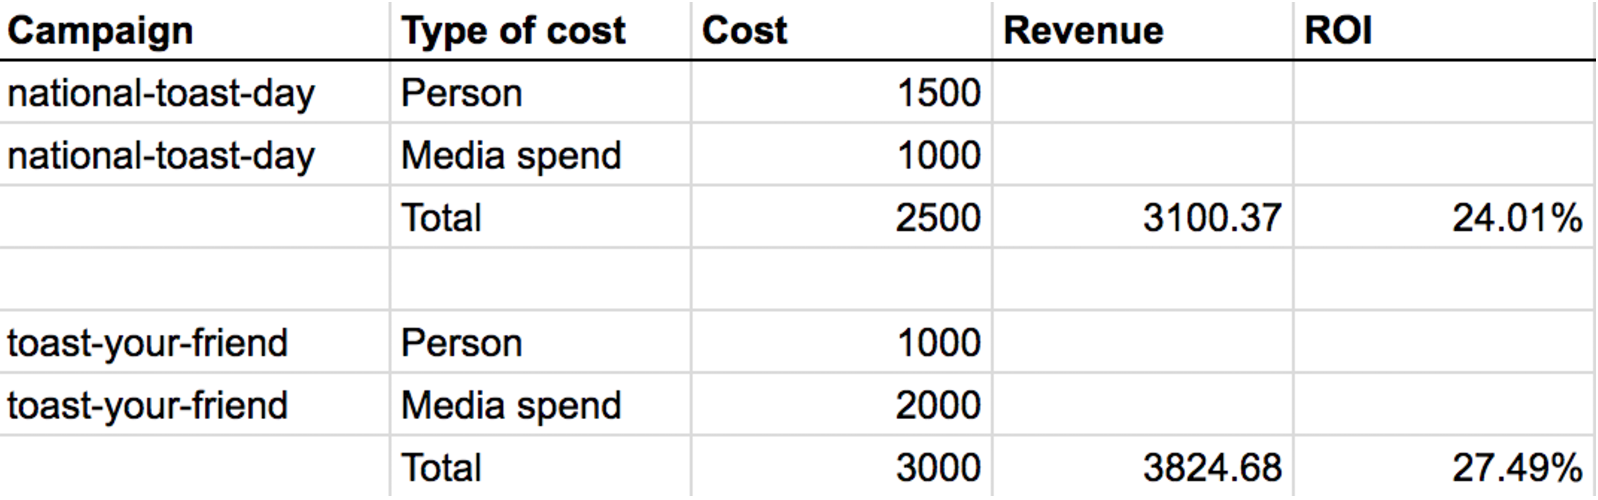 Campaign Type of cost Cost Revenue ROI
national-toast-day Person 1500
national-toast-day Media spend 1000
Total 2500 3100.37 24.01%
toast-your-friend Person 1000
toast-your-friend Media spend 2000
Total 3000 3824.68 27.49%